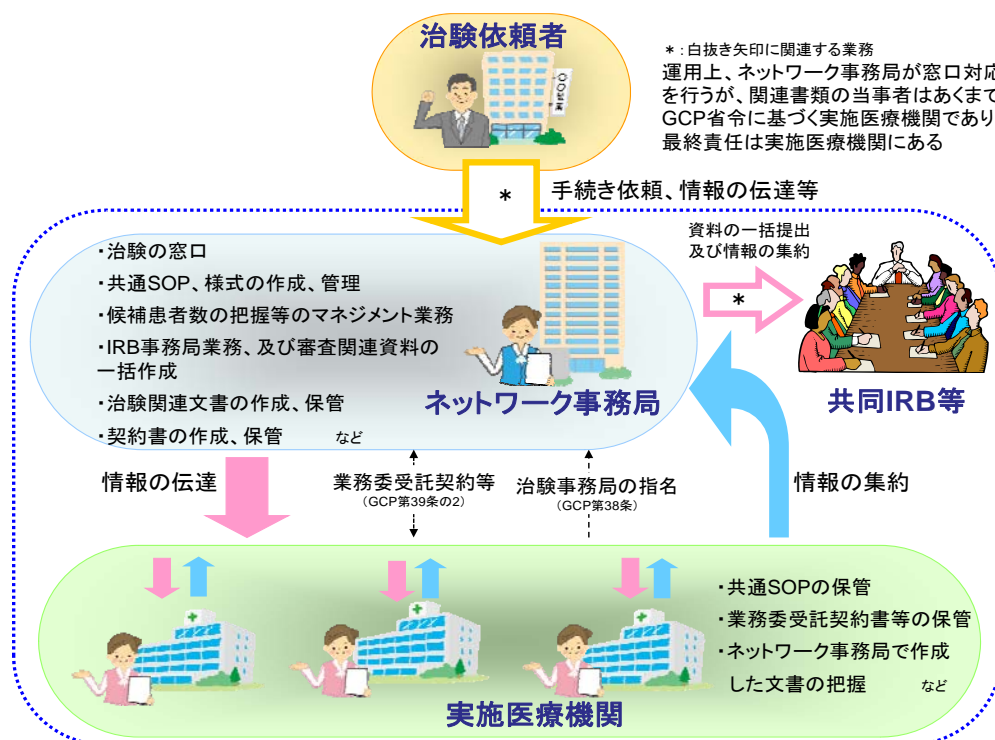 治験依頼者
*:白抜き矢印に関連する業務
運用上、ネットワーク事務局が窓口対応
を行うが、関連書類の当事者はあくまで
GCP省令に基づく実施医療機関であり
最終責任は実施医療機関にある
*
手続き依頼、情報の伝達等
・治験の窓口
・共通SOP、様式の作成、管理
・候補患者数の把握等のマネジメント業務
・IRB事務局業務、及び審査関連資料の
一括作成
・治験関連文書の作成、保管
・契約書の作成、保管 など
ネットワーク事務局
資料の一括提出
及び情報の集約
*
共同IRB等
情報の伝達
業務委受託契約等
(GCP第39条の2)
治験事務局の指名
(GCP第38条)
情報の集約
・共通SOPの保管
・業務委受託契約書等の保管
・ネットワーク事務局で作成
した文書の把握 など
実施医療機関